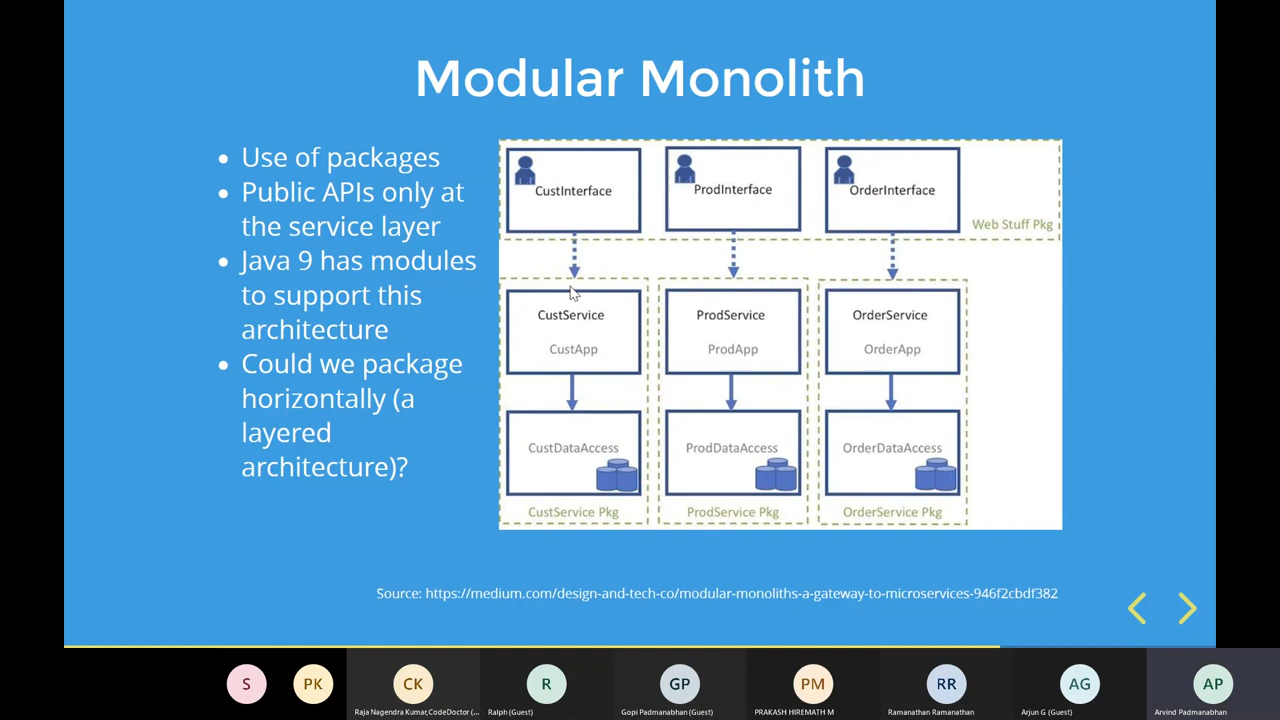 Modular Monolith
• Use of packages
• Public APIs only at
the service layer
• Java 9 has modules
to support this
architecture
• Could we package
horizontally (a
layered
architecture)?
CustInterface
ProdInterface
OrderInterface
Web Stuff Pkg
CustService
CustApp
ProdService
ProdApp
OrderService
OrderApp
CustDataAccess
ProdDataAccess
OrderDataAccess
CustService Pkg
ProdService Pkg
OrderService Pkg
Source: https://medium.com/design-and-tech-co/modular-monoliths-a-gateway-to-microservices-946f2cbdf382
S
PK
CK
R
GP
PM
RR
AG
AP
Raja Nagendra Kumar,CodeDoctor (...
Ralph (Guest)
Gopi Padmanabhan (Guest)
PRAKASH HIREMATH M
Ramanathan Ramanathan
Arjun G (Guest)
Arvind Padmanabhan